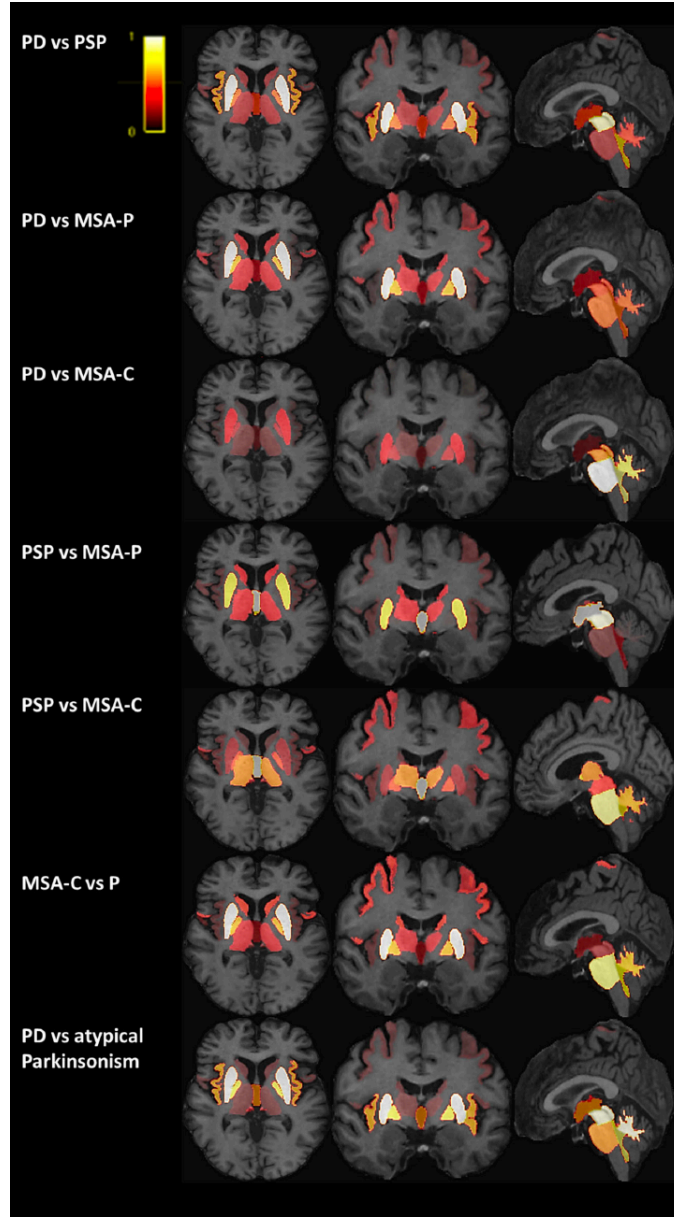 PD vs PSP
1
0
PD vs MSA-P
PD vs MSA-C
PSP vs MSA-P
PSP vs MSA-C
MSA-C vs P
PD vs atypical
Parkinsonism